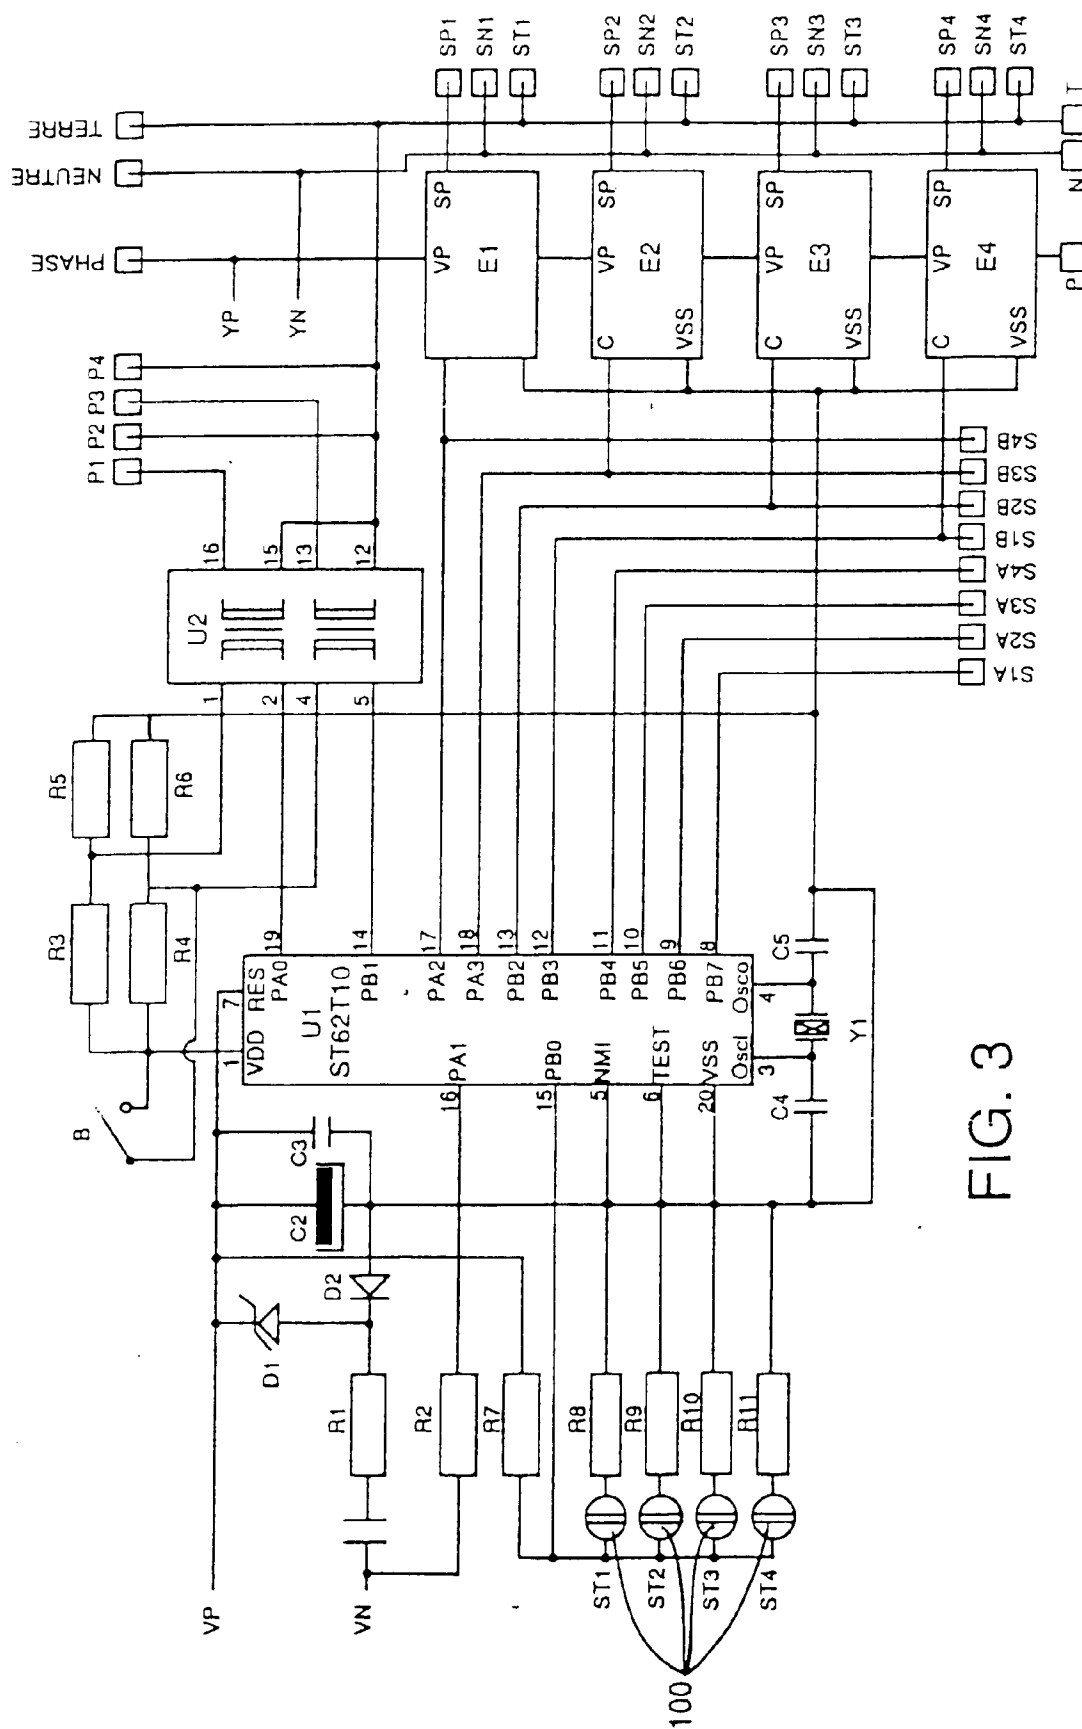 TERRE
NEUTRE
PHASE
YP
YN
P1
P2
P3
P4
SP1
SN1
ST1
SP2
SN2
ST2
SP3
SN3
ST3
SP4
SN4
ST4
VP
SP
E1
VP
SP
E2
C
VSS
VP
SP
E3
C
VSS
VP
SP
E4
C
VSS
P
N
T
U2
16
15
13
12
1
2
4
5
R5
R6
R3
R4
B
S4B
S3B
S2B
S1B
S4A
S3A
S2A
S1A
U1
ST62T10
1
VDD
7
RES
19
PA0
14
PB1
17
PA2
18
PA3
13
PB2
12
PB3
11
PB4
10
PB5
9
PB6
8
PB7
4
Osco
3
Oscl
16
PA1
15
PB0
5
NMI
6
TEST
20
VSS
C5
Y1
C4
C3
C2
D2
D1
R1
R2
R7
R8
R9
R10
R11
VP
VN
ST1
ST2
ST3
ST4
100
FIG. 3